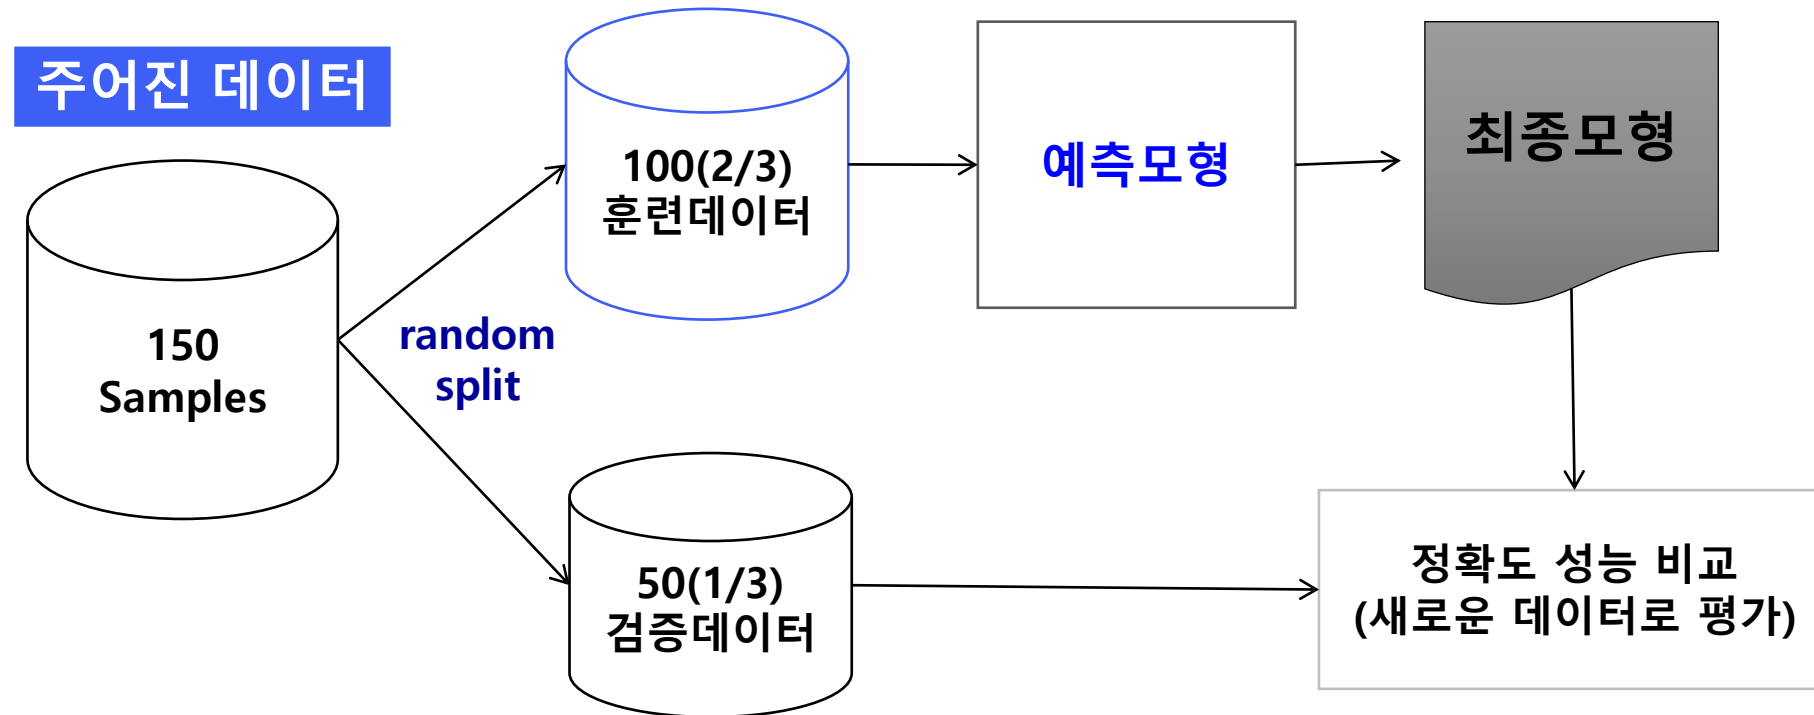 주어진 데이터
150
Samples
random
split
100(2/3)
훈련데이터
예측모형
최종모형
50(1/3)
검증데이터
정확도 성능 비교
(새로운 데이터로 평가)